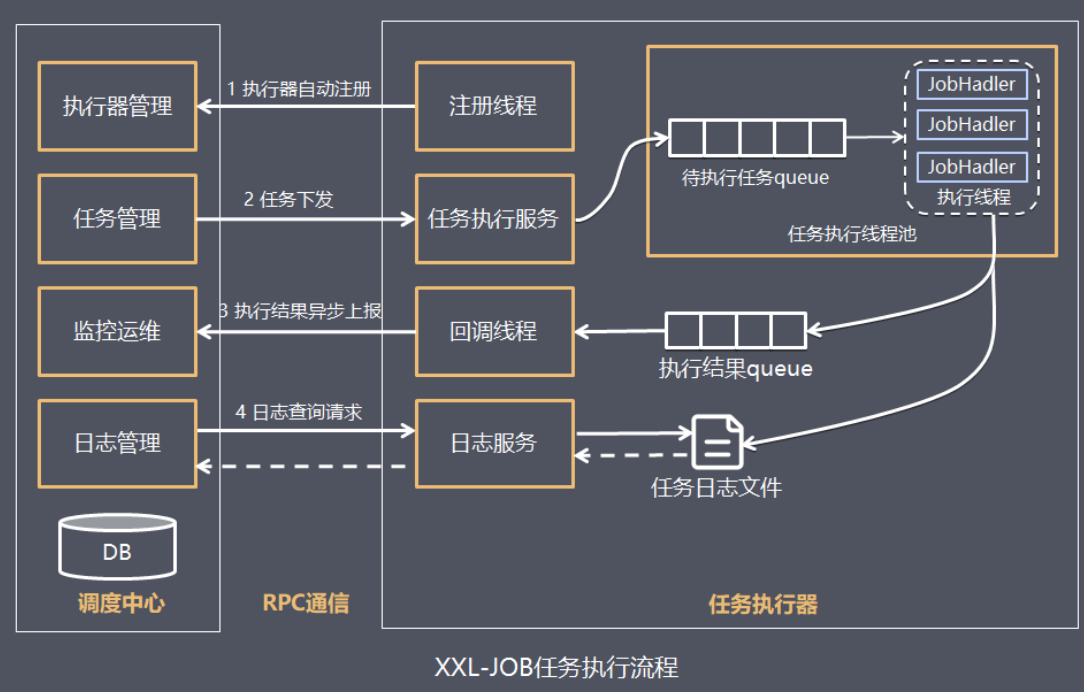 执行器管理
1 执行器自动注册
注册线程
JobHadler
JobHadler
JobHadler
执行线程
待执行任务queue
任务执行线程池
任务管理
2 任务下发
任务执行服务
监控运维
3 执行结果异步上报
回调线程
执行结果queue
日志管理
4 日志查询请求
日志服务
任务日志文件
DB
调度中心
RPC通信
任务执行器
XXL-JOB任务执行流程